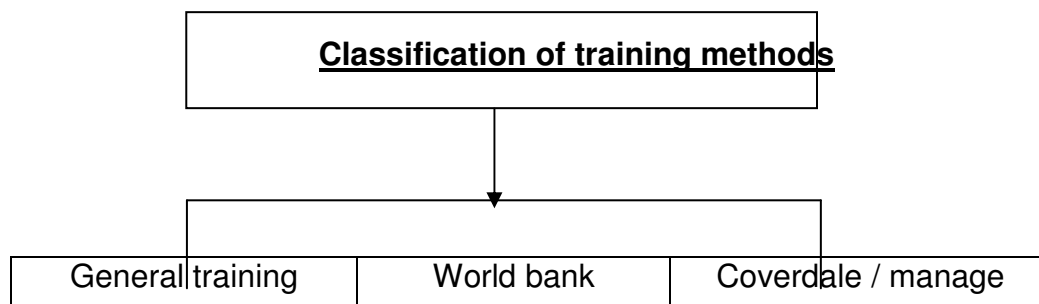 Classification of training methods
General training World bank Coverdale / manage